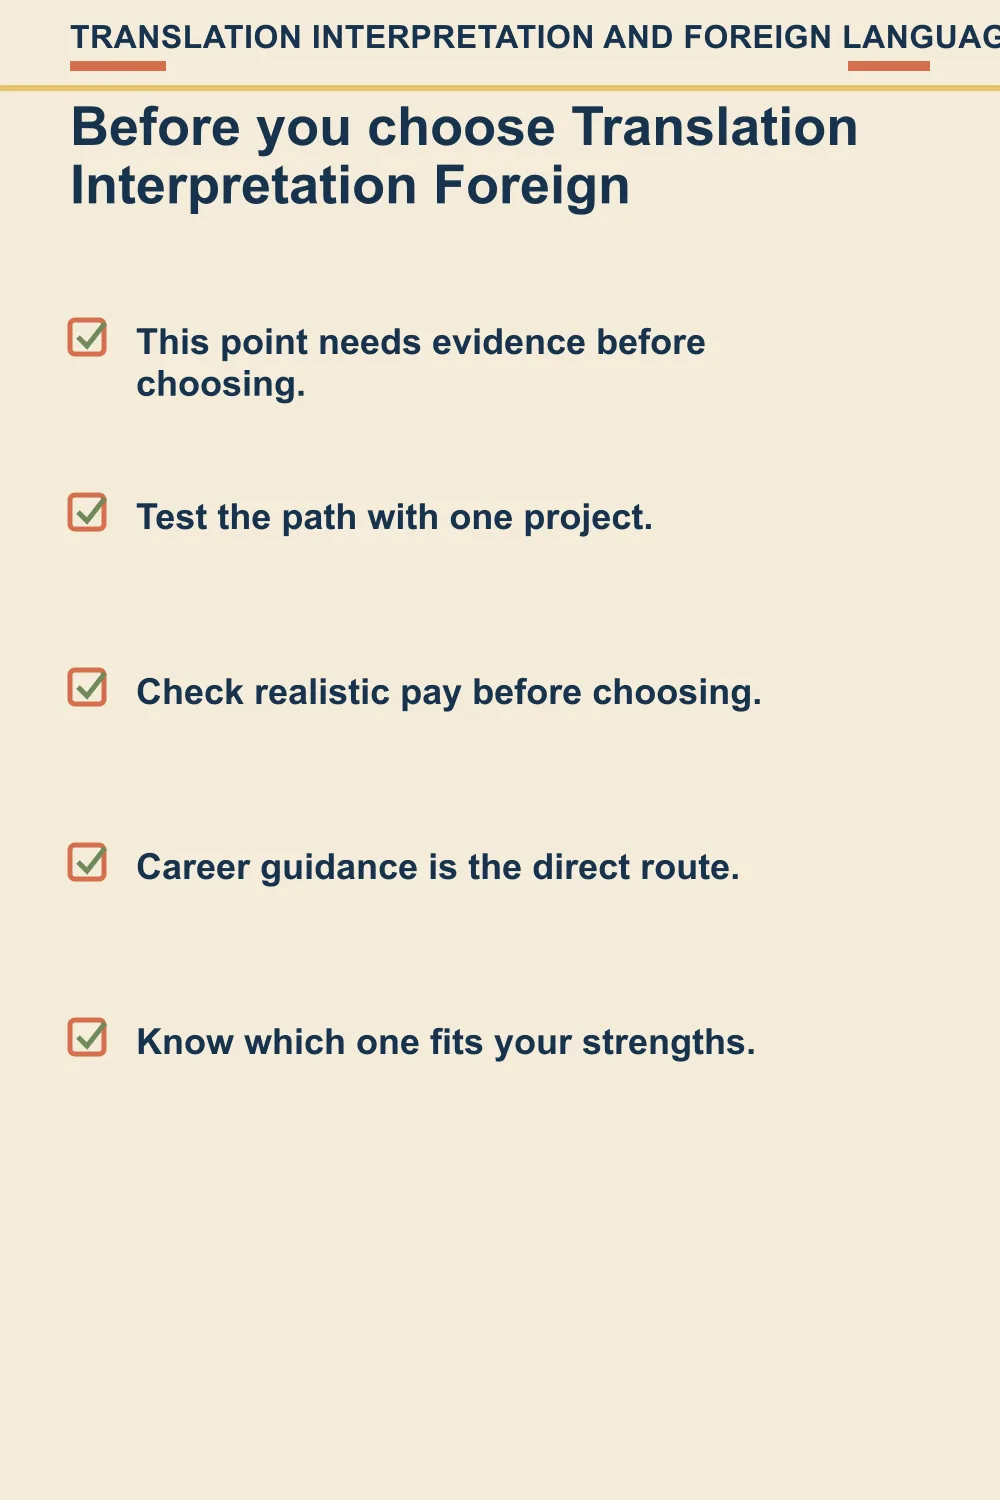 TRANSLATION INTERPRETATION AND FOREIGN LANGUAG
Before you choose Translation
Interpretation Foreign
This point needs evidence before
choosing.
Test the path with one project.
Check realistic pay before choosing.
Career guidance is the direct route.
Know which one fits your strengths.